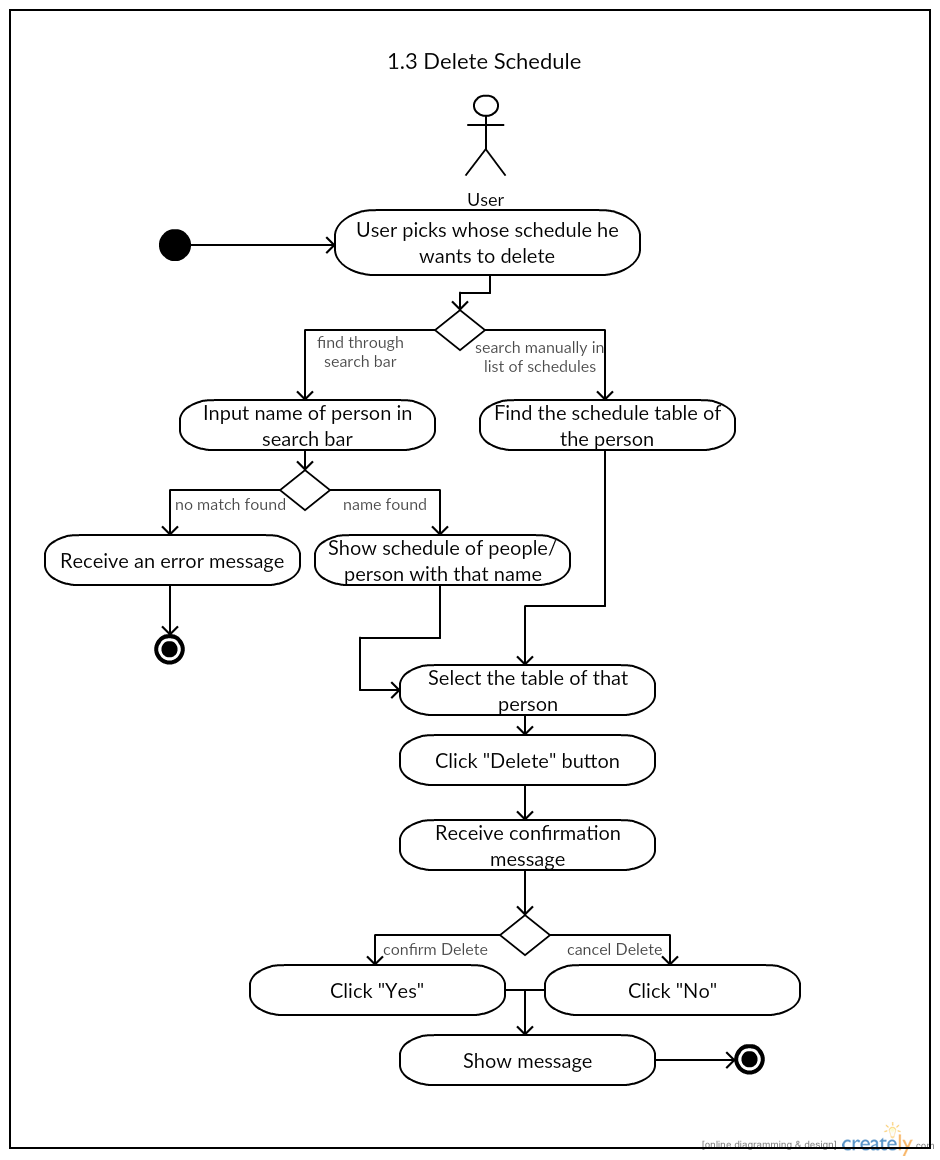 1.3 Delete Schedule
User
User picks whose schedule he
wants to delete
find through
search bar
search manually in
list of schedules
Input name of person in
search bar
Find the schedule table of
the person
no match found
name found
Receive an error message
Show schedule of people/
person with that name
Select the table of that
person
Click "Delete" button
Receive confirmation
message
confirm Delete
cancel Delete
Click "Yes"
Click "No"
Show message
[online diagramming & design] creately.com